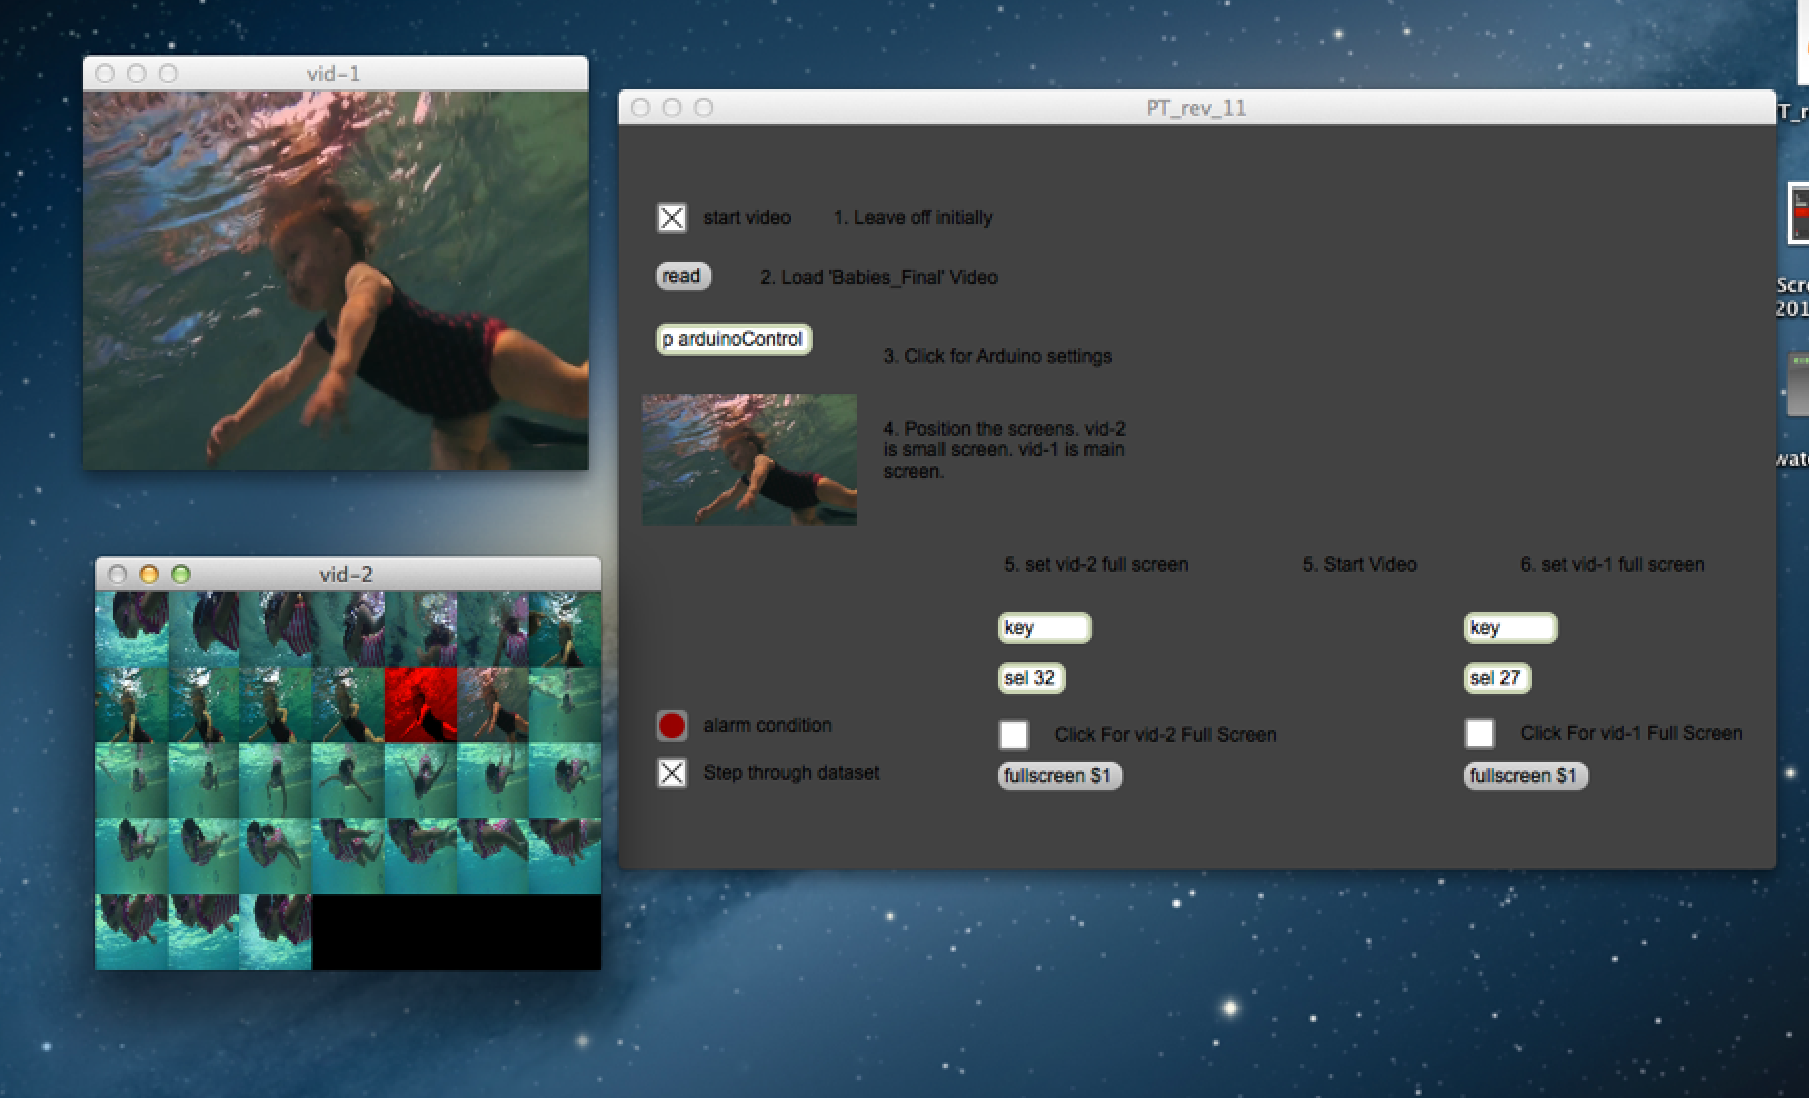 vid-1
PT_rev_11
start video
1. Leave off initially
read
2. Load 'Babies_Final' Video
p arduinoControl
3. Click for Arduino settings
4. Position the screens. vid-2
is small screen. vid-1 is main
screen.
5. set vid-2 full screen
5. Start Video
6. set vid-1 full screen
key
key
sel 32
sel 27
alarm condition
Click For vid-2 Full Screen
Click For vid-1 Full Screen
Step through dataset
fullscreen $1
fullscreen $1
vid-2